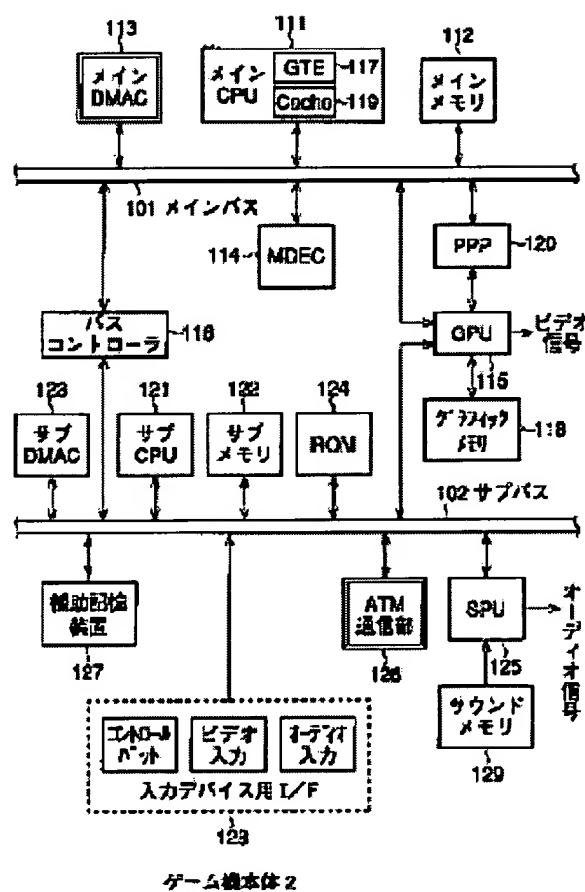 113
メイン
DMAC
111
メイン
CPU
GTE
117
Cache
119
112
メイン
メモリ
101 メインバス
114
MDEC
PPP
120
バス
コントローラ
116
GPU
ビデオ
信号
115
グラフィック
メモリ
118
123
サブ
DMAC
121
サブ
CPU
122
サブ
メモリ
124
ROM
102 サブバス
補助記憶
装置
127
ATM
通信部
126
SPU
125
オーディオ信号
サウンド
メモリ
129
コントロール
パット
ビデオ
入力
オーディオ
入力
入力デバイス用 I/F
128
ゲーム機本体 2